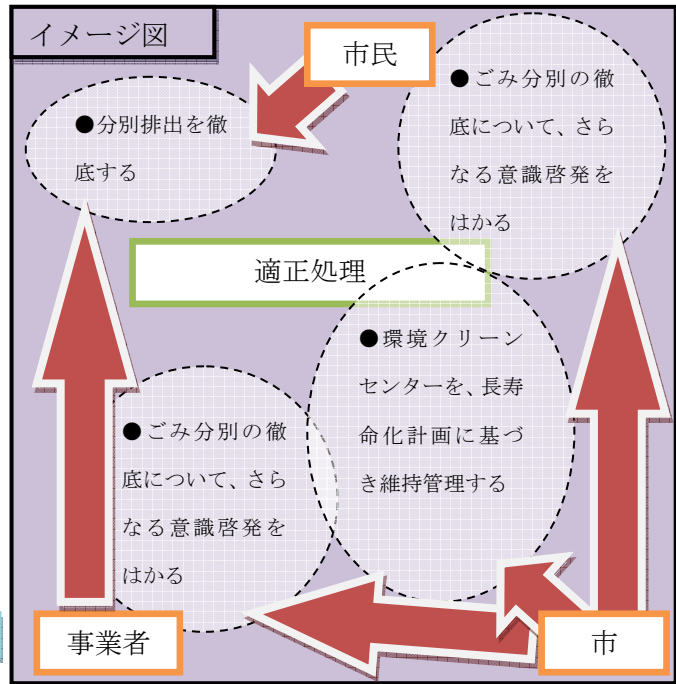 イメージ図
市民
●分別排出を徹
底する
●ごみ分別の徹
底について、さら
なる意識啓発を
はかる
適正処理
●環境クリーン
センターを、長寿
命化計画に基づ
き維持管理する
●ごみ分別の徹
底について、さら
なる意識啓発を
はかる
事業者
市